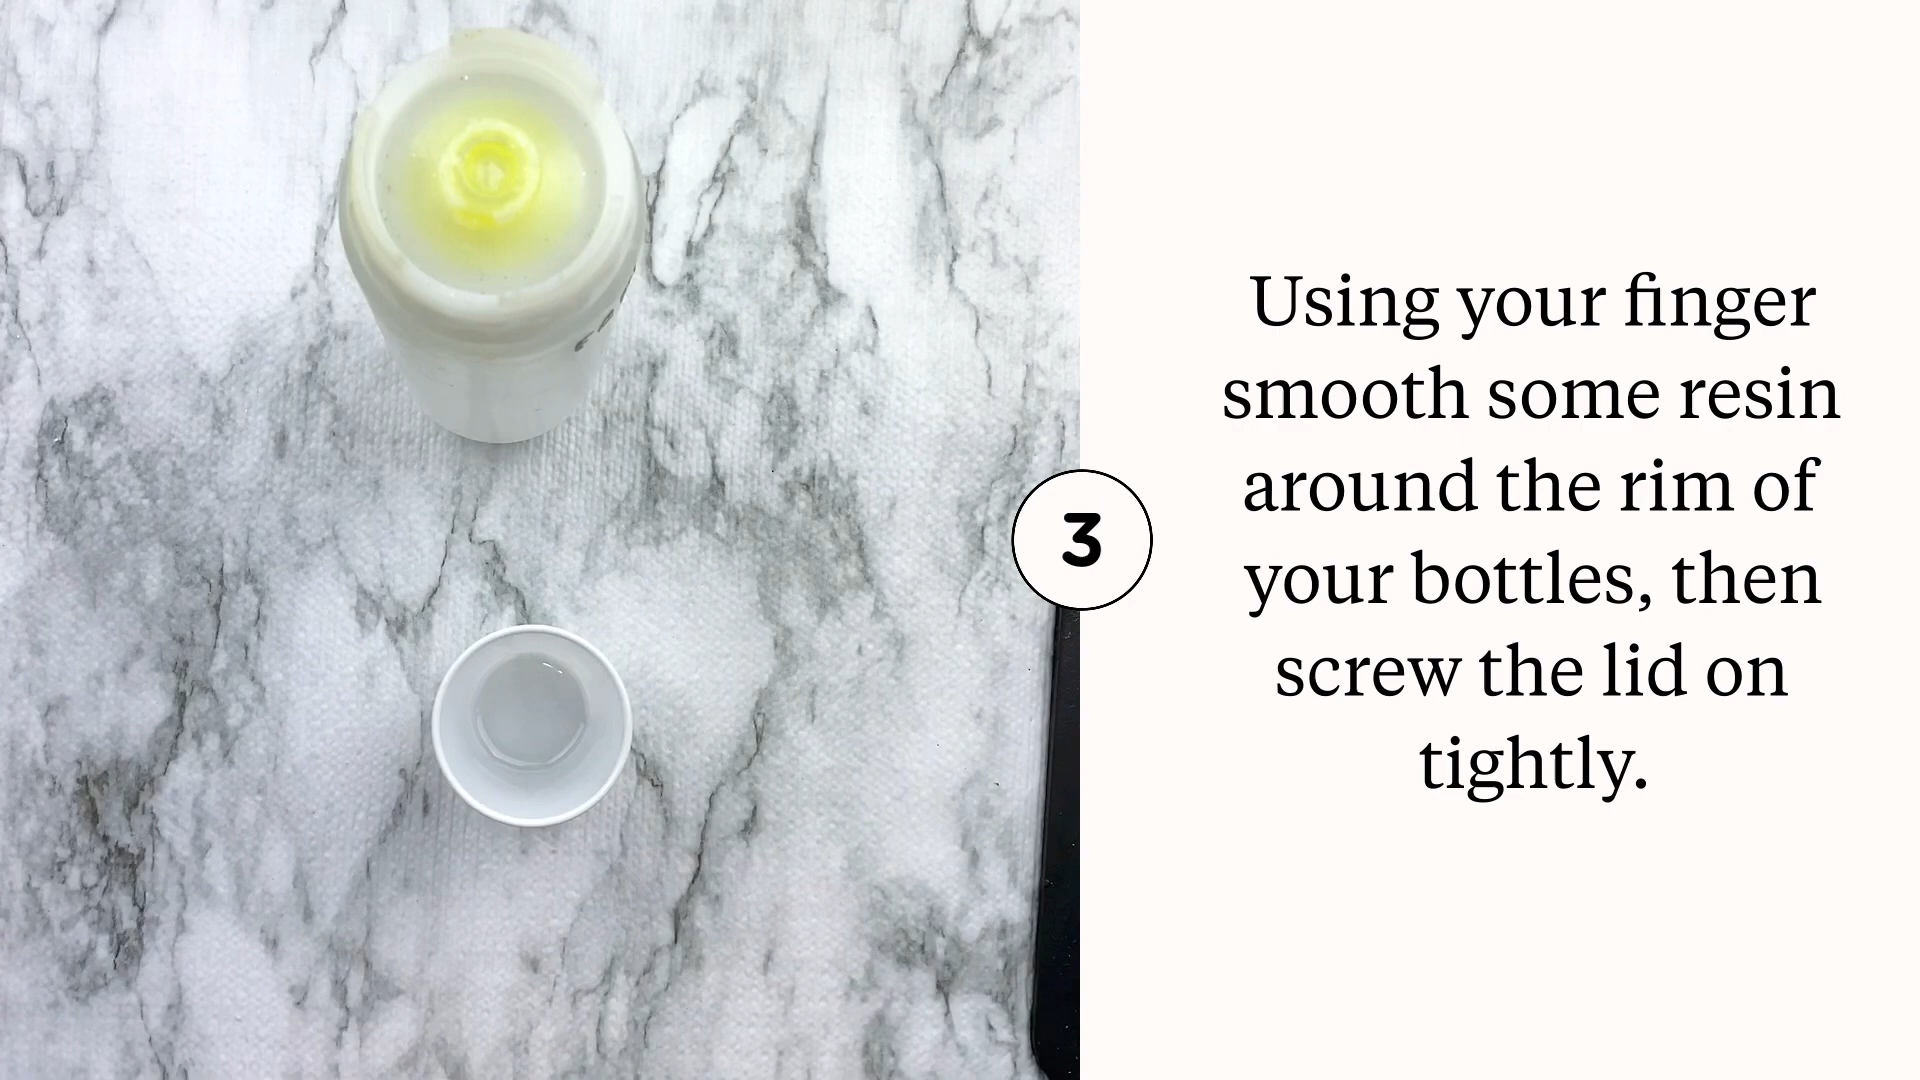 3
Using your finger
smooth some resin
around the rim of
your bottles, then
screw the lid on
tightly.